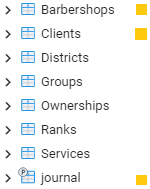 Barbershops
Clients
Districts
Groups
Ownerships
Ranks
Services
P journal